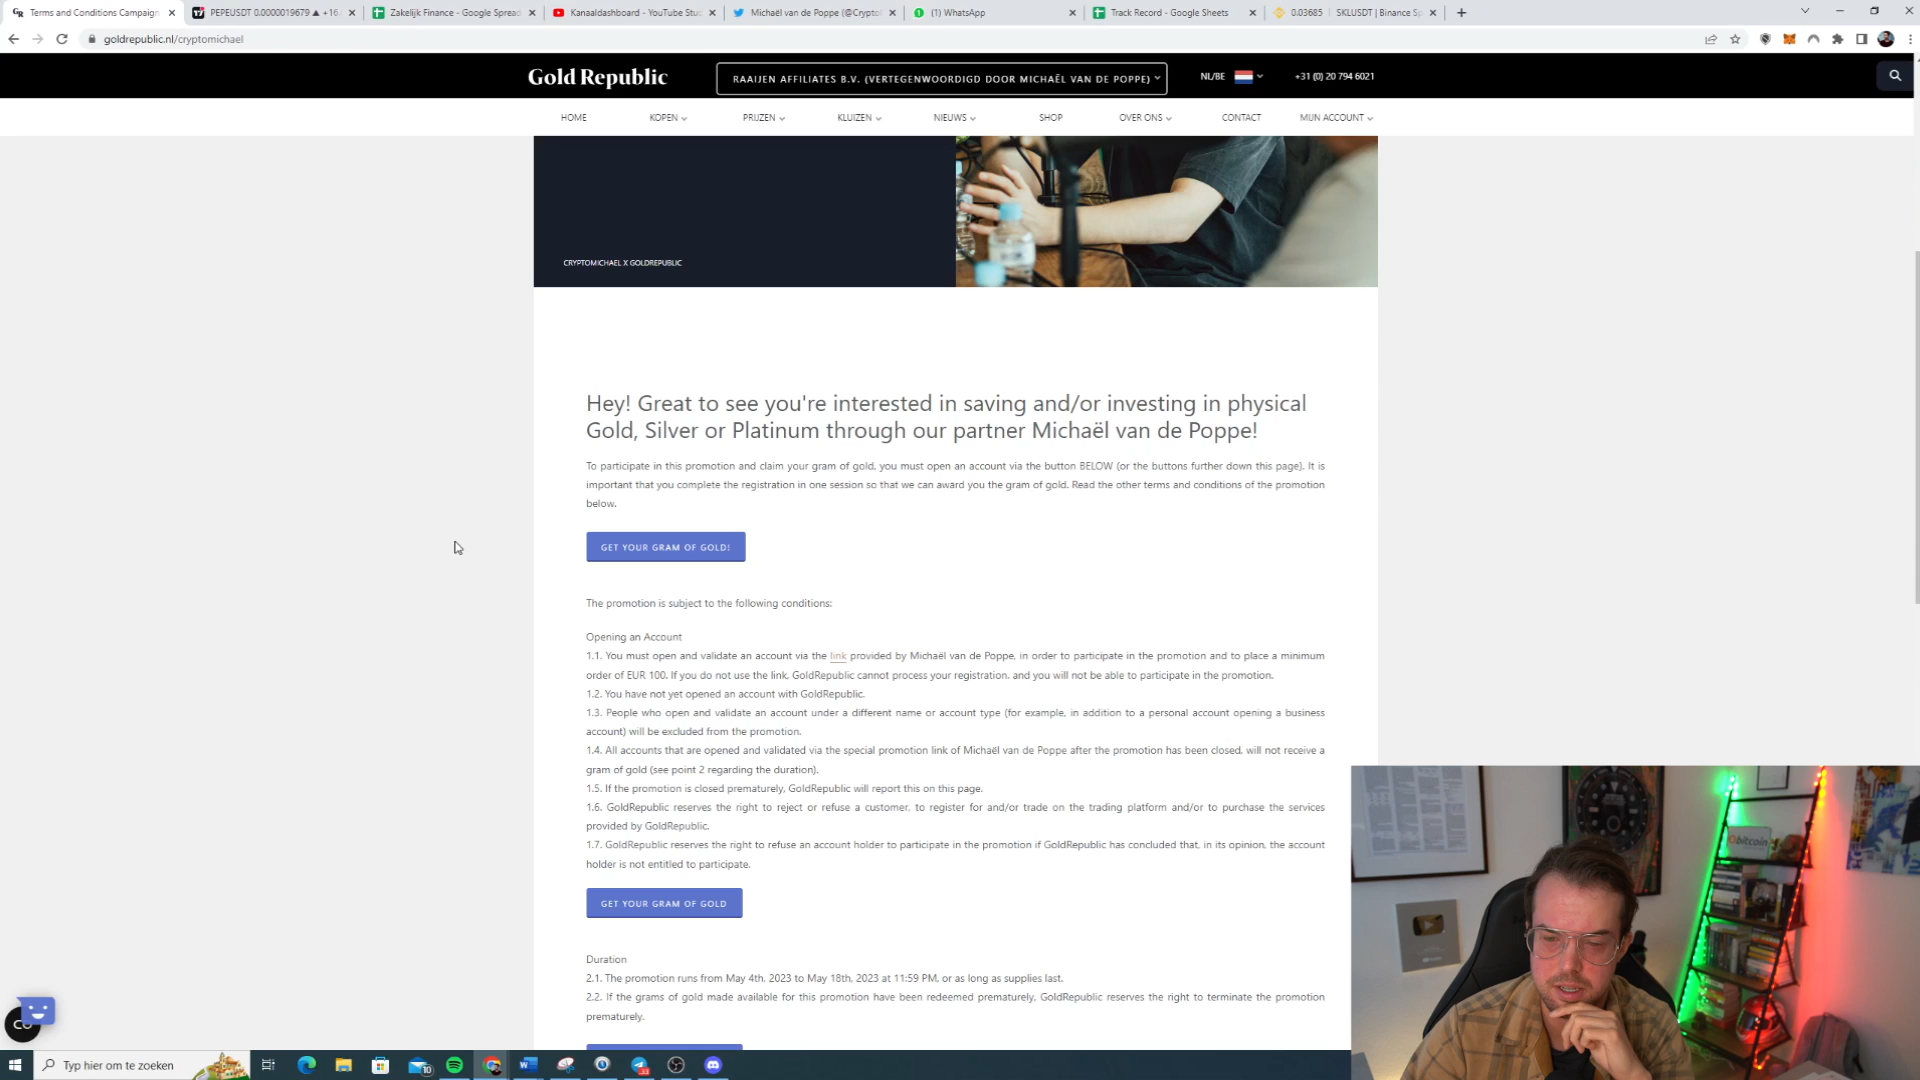 Terms and Conditions Campaign
PEPEUSDT 0.0000019679 ▲ +16.
Zakelijk Finance - Google Spread
Kanaaldashboard - YouTube Stud
Michaël van de Poppe (@Crypto
(1) WhatsApp
Track Record - Google Sheets
0.03685 | SKLUSDT | Binance Sp
goldrepublic.nl/cryptomichael
Gold Republic
RAAIJEN AFFILIATES B.V. (VERTEGENWOORDIGD DOOR MICHAËL VAN DE POPPE)
NL/BE
+31 (0) 20 794 6021
HOME
KOPEN
PRIJZEN
KLUIZEN
NIEUWS
SHOP
OVER ONS
CONTACT
MIJN ACCOUNT
CRYPTOMICHAEL X GOLDREPUBLIC
Hey! Great to see you're interested in saving and/or investing in physical
Gold, Silver or Platinum through our partner Michaël van de Poppe!
To participate in this promotion and claim your gram of gold, you must open an account via the button BELOW (or the buttons further down this page). It is
important that you complete the registration in one session so that we can award you the gram of gold. Read the other terms and conditions of the promotion
below.
GET YOUR GRAM OF GOLD!
The promotion is subject to the following conditions:
Opening an Account
1.1. You must open and validate an account via the link provided by Michaël van de Poppe, in order to participate in the promotion and to place a minimum
order of EUR 100. If you do not use the link, GoldRepublic cannot process your registration, and you will not be able to participate in the promotion.
1.2. You have not yet opened an account with GoldRepublic.
1.3. People who open and validate an account under a different name or account type (for example, in addition to a personal account opening a business
account) will be excluded from the promotion.
1.4. All accounts that are opened and validated via the special promotion link of Michaël van de Poppe after the promotion has been closed, will not receive a
gram of gold (see point 2 regarding the duration).
1.5. If the promotion is closed prematurely, GoldRepublic will report this on this page.
1.6. GoldRepublic reserves the right to reject or refuse a customer, to register for and/or trade on the trading platform and/or to purchase the services
provided by GoldRepublic.
1.7. GoldRepublic reserves the right to refuse an account holder to participate in the promotion if GoldRepublic has concluded that, in its opinion, the account
holder is not entitled to participate.
GET YOUR GRAM OF GOLD
Duration
2.1. The promotion runs from May 4th, 2023 to May 18th, 2023 at 11:59 PM, or as long as supplies last.
2.2. If the grams of gold made available for this promotion have been redeemed prematurely, GoldRepublic reserves the right to terminate the promotion
prematurely.
bitcoin
Typ hier om te zoeken
10